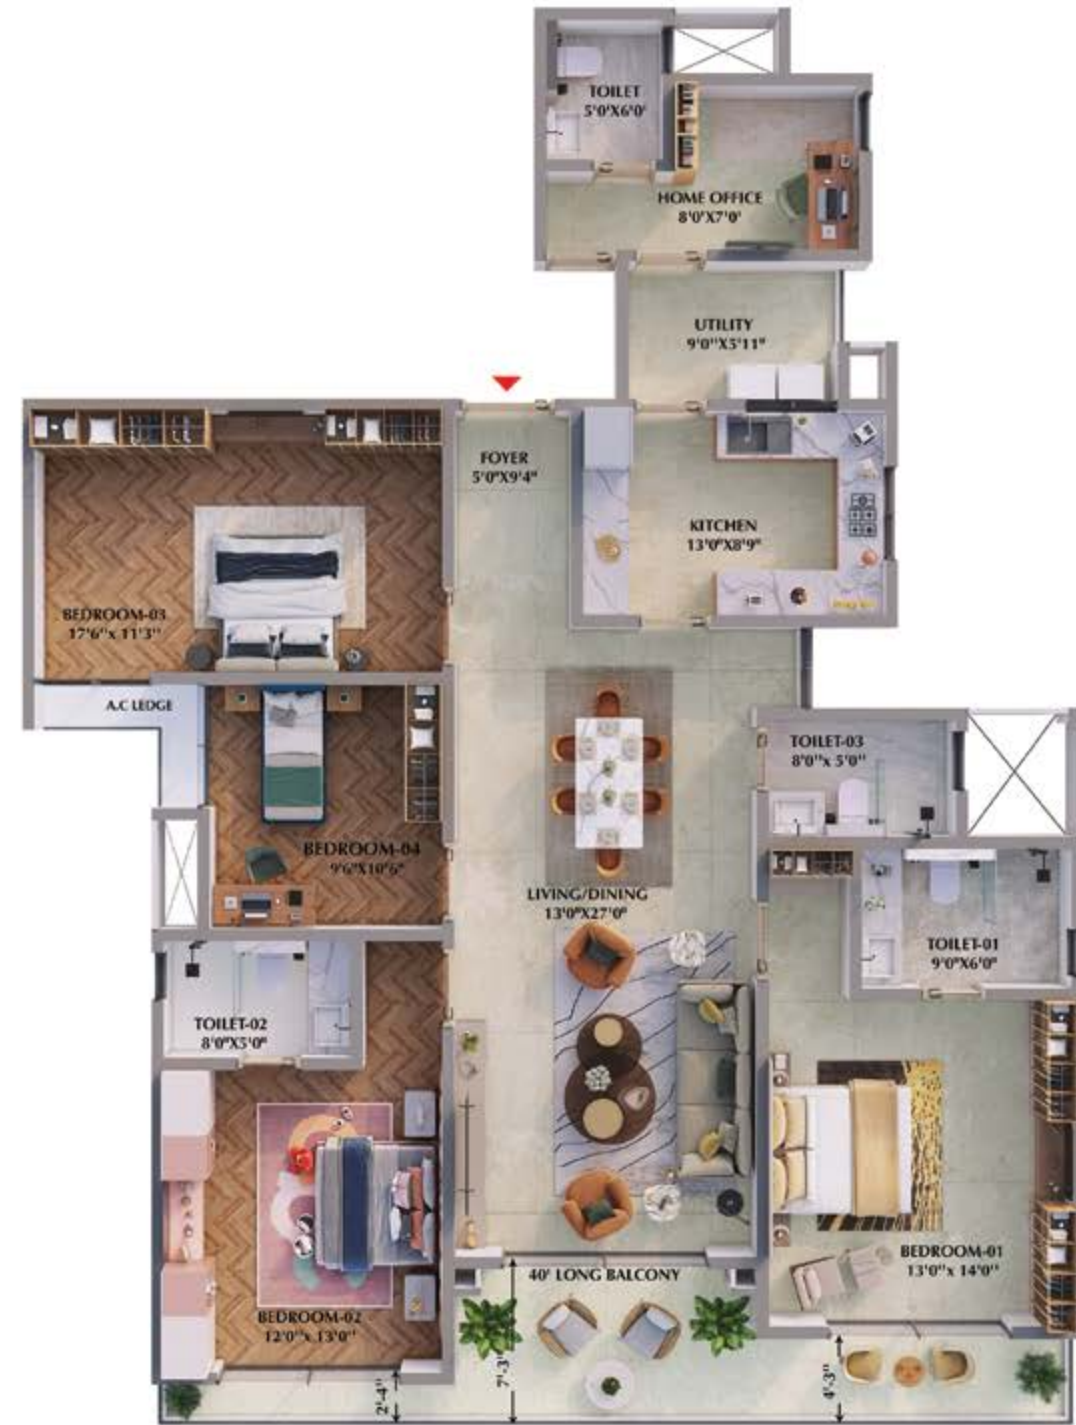 TOILET
5'0'X6'0'
HOME OFFICE
8'0'X7'0'
UTILITY
9'0"X5'11"
FOYER
5'0"X9'4"
KITCHEN
13'0"X8'9"
BEDROOM-03
17'6"x 11'3"
A.C LEDGE
TOILET-03
8'0"x 5'0"
BEDROOM-04
9'6"X10'6"
LIVING/DINING
13'0"X27'0"
TOILET-01
9'0"X6'0"
TOILET-02
8'0"X5'0"
BEDROOM-01
13'0"x 14'0"
40' LONG BALCONY
BEDROOM-02
12'0"x 13'0"
2'-4"
7'-3"
4'-3"